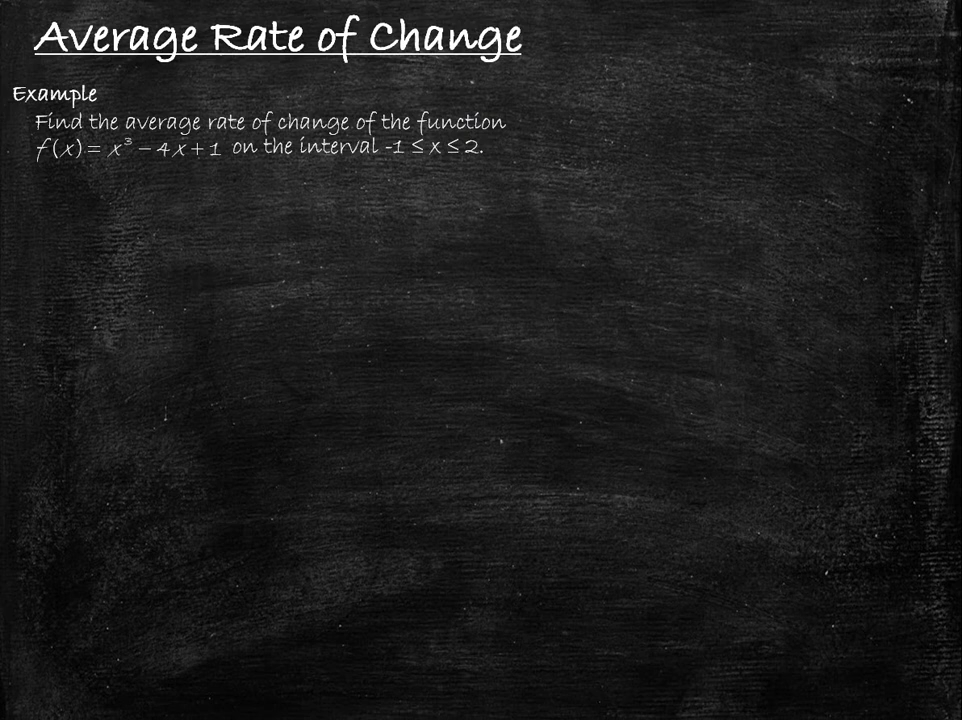 Average Rate of Change
Example
Find the average rate of change of the function
f(x) = x³ − 4x + 1 on the interval -1 ≤ x ≤ 2.